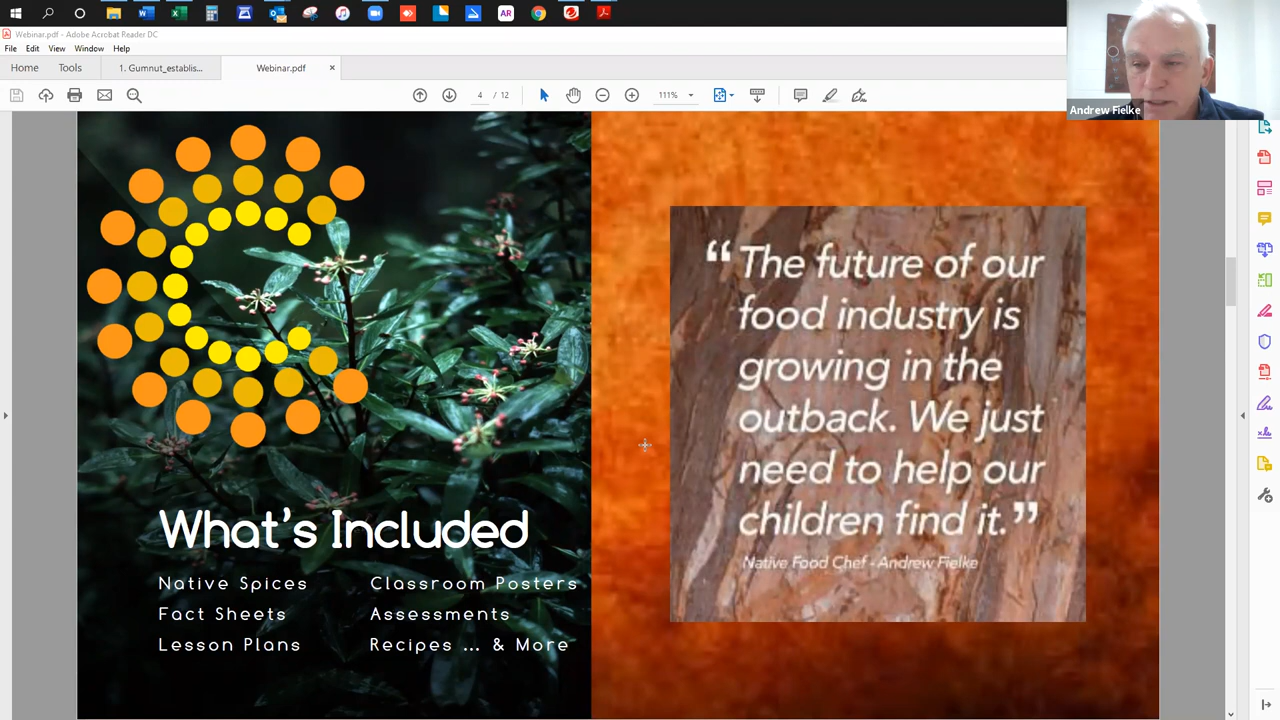 AR
Webinar.pdf - Adobe Acrobat Reader DC
File Edit View Window Help
Home Tools 1. Gumnut_establis... Webinar.pdf ×
4 / 12 111%
Andrew Fielke
“The future of our
food industry is
growing in the
outback. We just
need to help our
children find it.”
Native Food Chef - Andrew Fielke
What's Included
Native Spices Classroom Posters
Fact Sheets Assessments
Lesson Plans Recipes ... & More